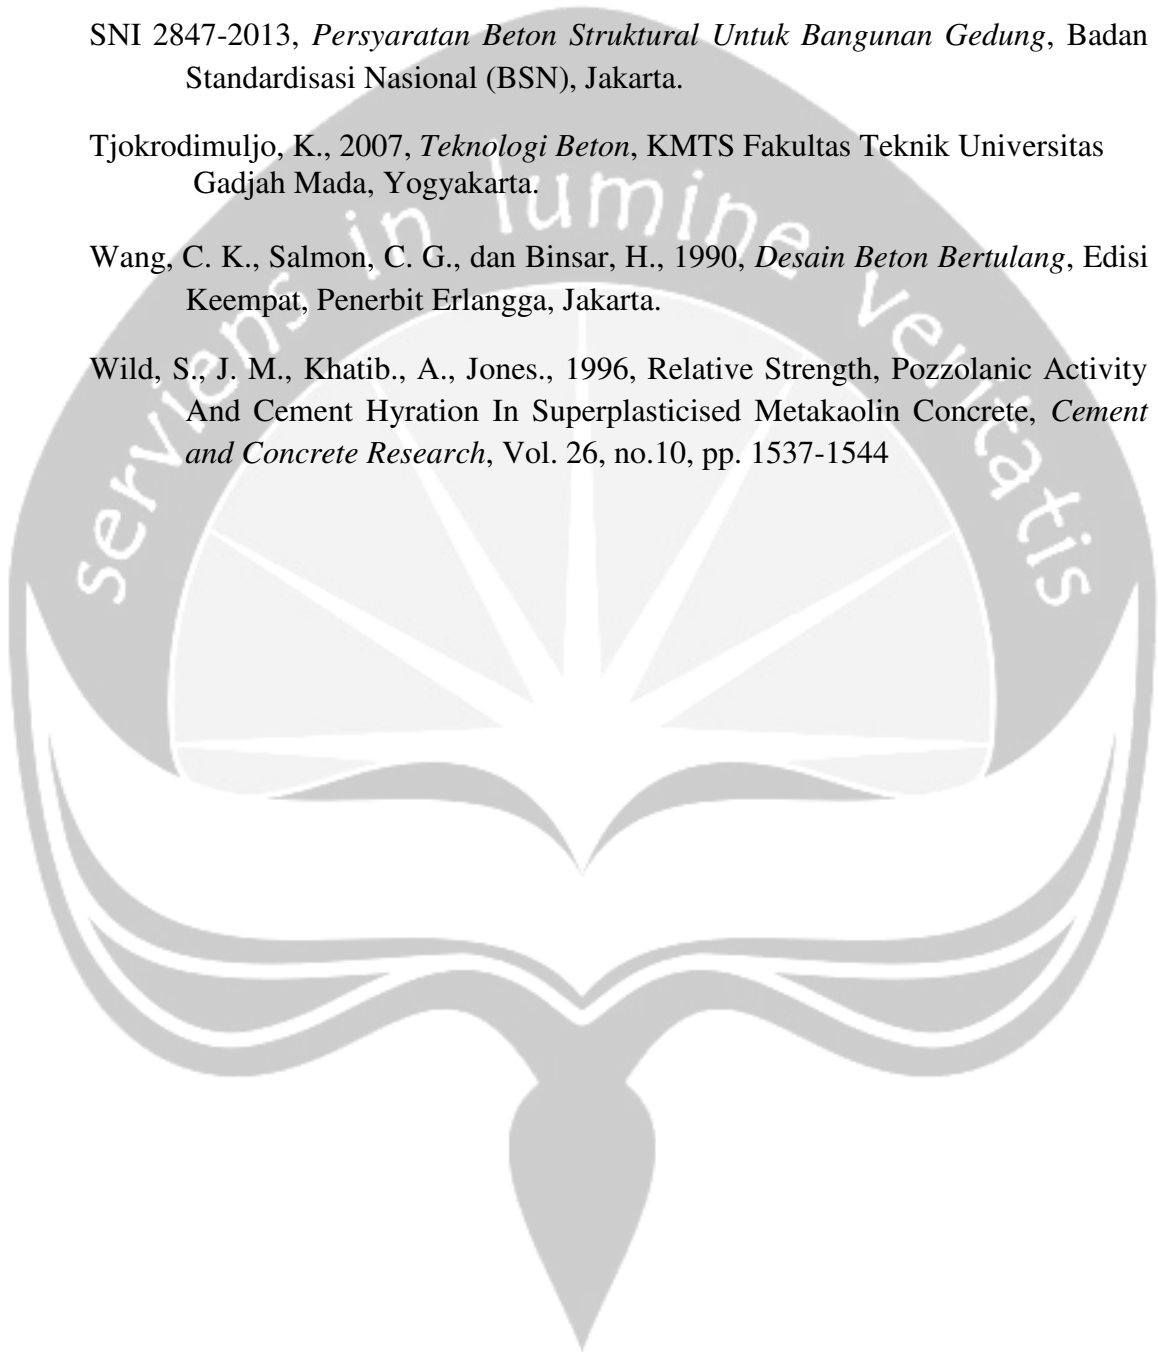 SNI 2847-2013, Persyaratan Beton Struktural Untuk Bangunan Gedung, Badan
Standardisasi Nasional (BSN), Jakarta.
Tjokrodimuljo, K., 2007, Teknologi Beton, KMTS Fakultas Teknik Universitas
Gadjah Mada, Yogyakarta.
Wang, C. K., Salmon, C. G., dan Binsar, H., 1990, Desain Beton Bertulang, Edisi
Keempat, Penerbit Erlangga, Jakarta.
Wild, S., J. M., Khatib., A., Jones., 1996, Relative Strength, Pozzolanic Activity
And Cement Hyration In Superplasticised Metakaolin Concrete, Cement
and Concrete Research, Vol. 26, no.10, pp. 1537-1544
serviens in lumine veritatis